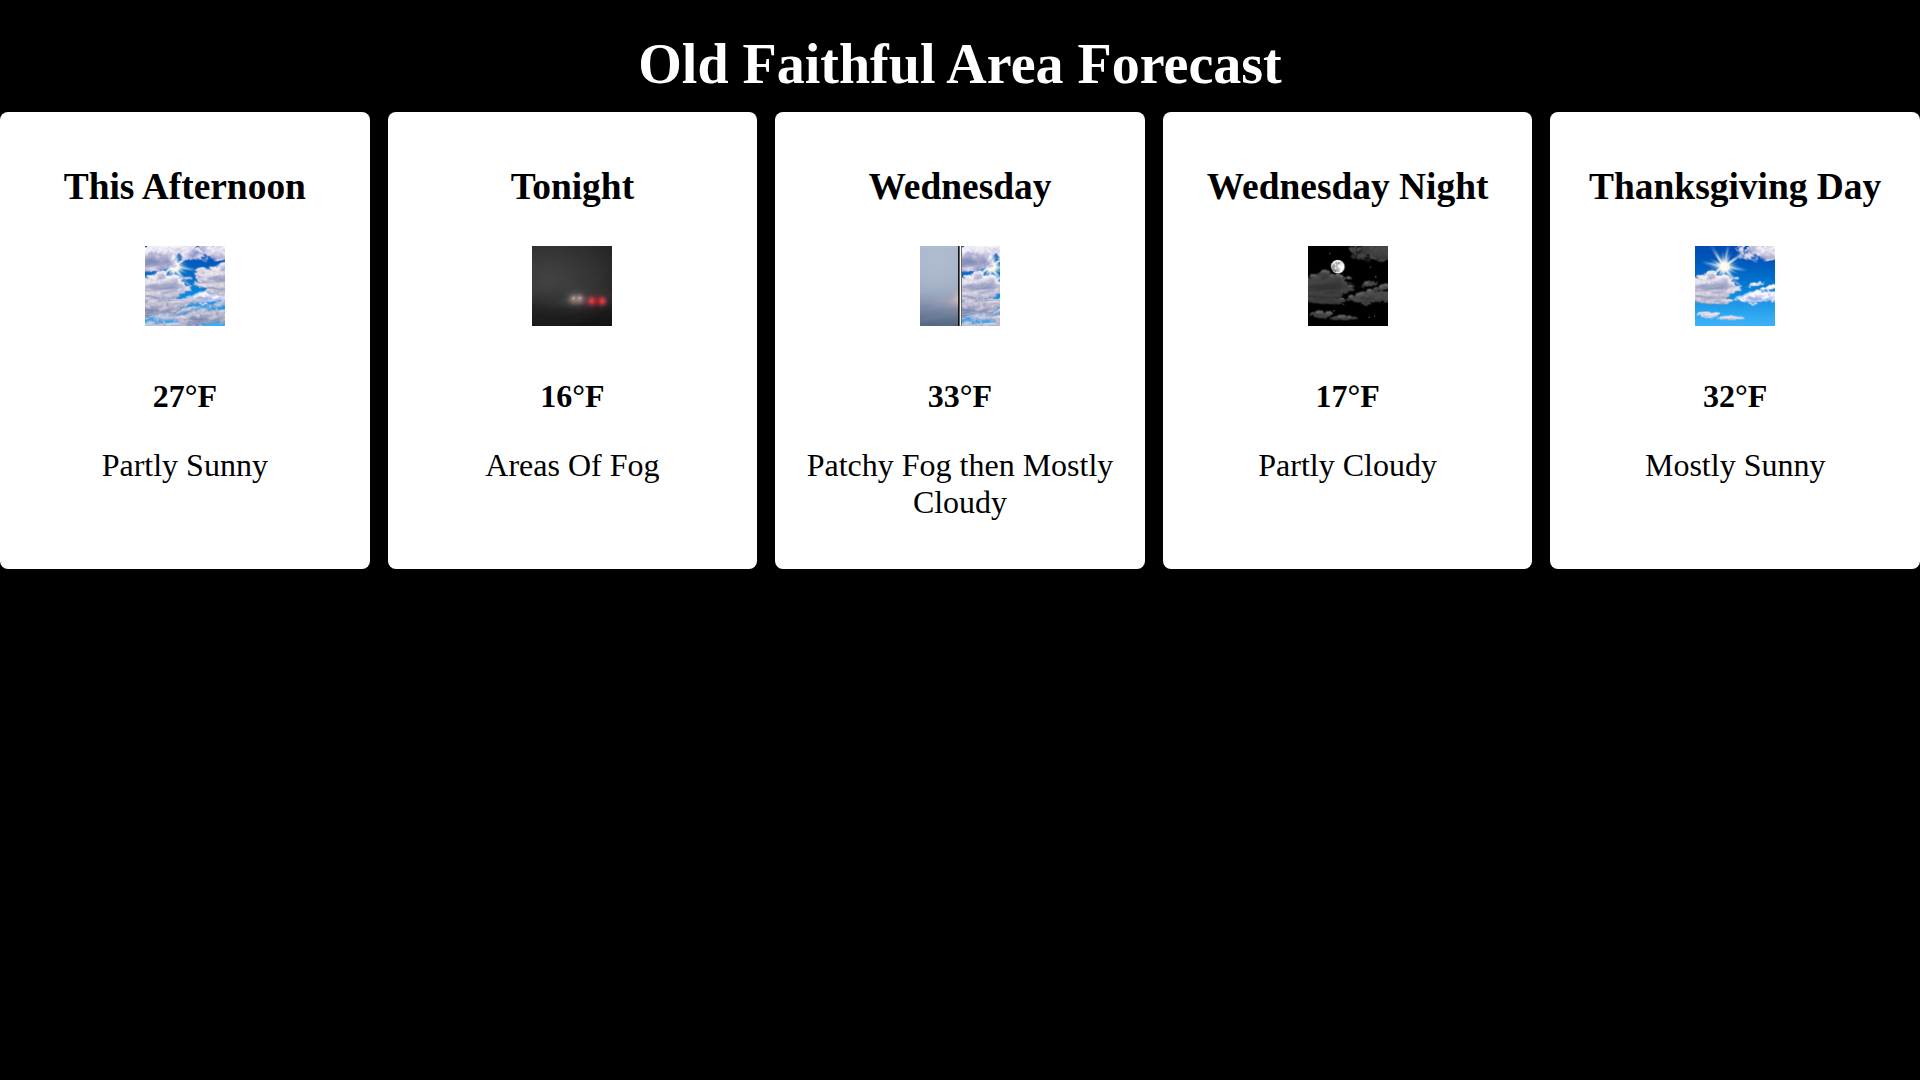 Old Faithful Area Forecast
This Afternoon
27°F
Partly Sunny
Tonight
16°F
Areas Of Fog
Wednesday
33°F
Patchy Fog then Mostly
Cloudy
Wednesday Night
17°F
Partly Cloudy
Thanksgiving Day
32°F
Mostly Sunny